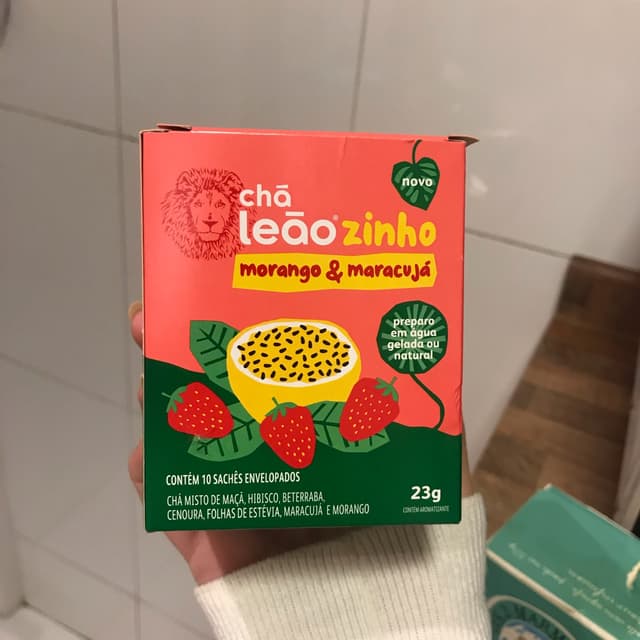 novo
chá
leão® zinho
morango & maracujá
preparo
em água
gelada ou
natural
CONTÉM 10 SACHÊS ENVELOPADOS
CHÁ MISTO DE MAÇÃ, HIBISCO, BETERRABA,
CENOURA, FOLHAS DE ESTÉVIA, MARACUJÁ E MORANGO
23g
CONTÉM AROMATIZANTE